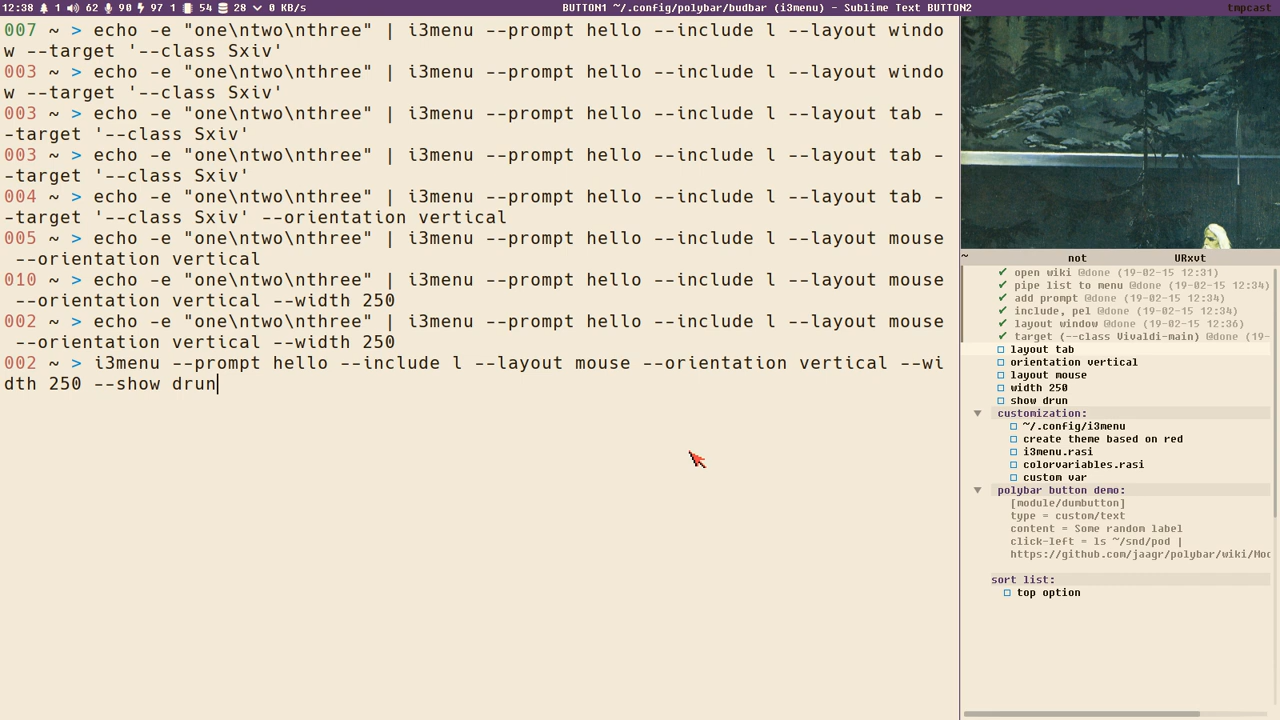 12:38 1 62 90 97 1 54 28 0 KB/s
BUTTON1 ~/.config/polybar/budbar (i3menu) - Sublime Text BUTTON2
tmpcast
007 ~ > echo -e "one\ntwo\nthree" | i3menu --prompt hello --include l --layout windo
w --target '--class Sxiv'
003 ~ > echo -e "one\ntwo\nthree" | i3menu --prompt hello --include l --layout windo
w --target '--class Sxiv'
003 ~ > echo -e "one\ntwo\nthree" | i3menu --prompt hello --include l --layout tab -
-target '--class Sxiv'
003 ~ > echo -e "one\ntwo\nthree" | i3menu --prompt hello --include l --layout tab -
-target '--class Sxiv'
004 ~ > echo -e "one\ntwo\nthree" | i3menu --prompt hello --include l --layout tab -
-target '--class Sxiv' --orientation vertical
005 ~ > echo -e "one\ntwo\nthree" | i3menu --prompt hello --include l --layout mouse
 --orientation vertical
010 ~ > echo -e "one\ntwo\nthree" | i3menu --prompt hello --include l --layout mouse
 --orientation vertical --width 250
002 ~ > echo -e "one\ntwo\nthree" | i3menu --prompt hello --include l --layout mouse
 --orientation vertical --width 250
002 ~ > i3menu --prompt hello --include l --layout mouse --orientation vertical --wi
dth 250 --show drun
~ not URxvt
✔ open wiki @done (19-02-15 12:31)
✔ pipe list to menu @done (19-02-15 12:34)
✔ add prompt @done (19-02-15 12:34)
✔ include, pel @done (19-02-15 12:34)
✔ layout window @done (19-02-15 12:36)
✔ target (--class Vivaldi-main) @done (19-
☐ layout tab
☐ orientation vertical
☐ layout mouse
☐ width 250
☐ show drun
customization:
☐ ~/.config/i3menu
☐ create theme based on red
☐ i3menu.rasi
☐ colorvariables.rasi
☐ custom var
polybar button demo:
[module/dumbutton]
type = custom/text
content = Some random label
click-left = ls ~/snd/pod |
https://github.com/jaagr/polybar/wiki/Mod
sort list:
☐ top option